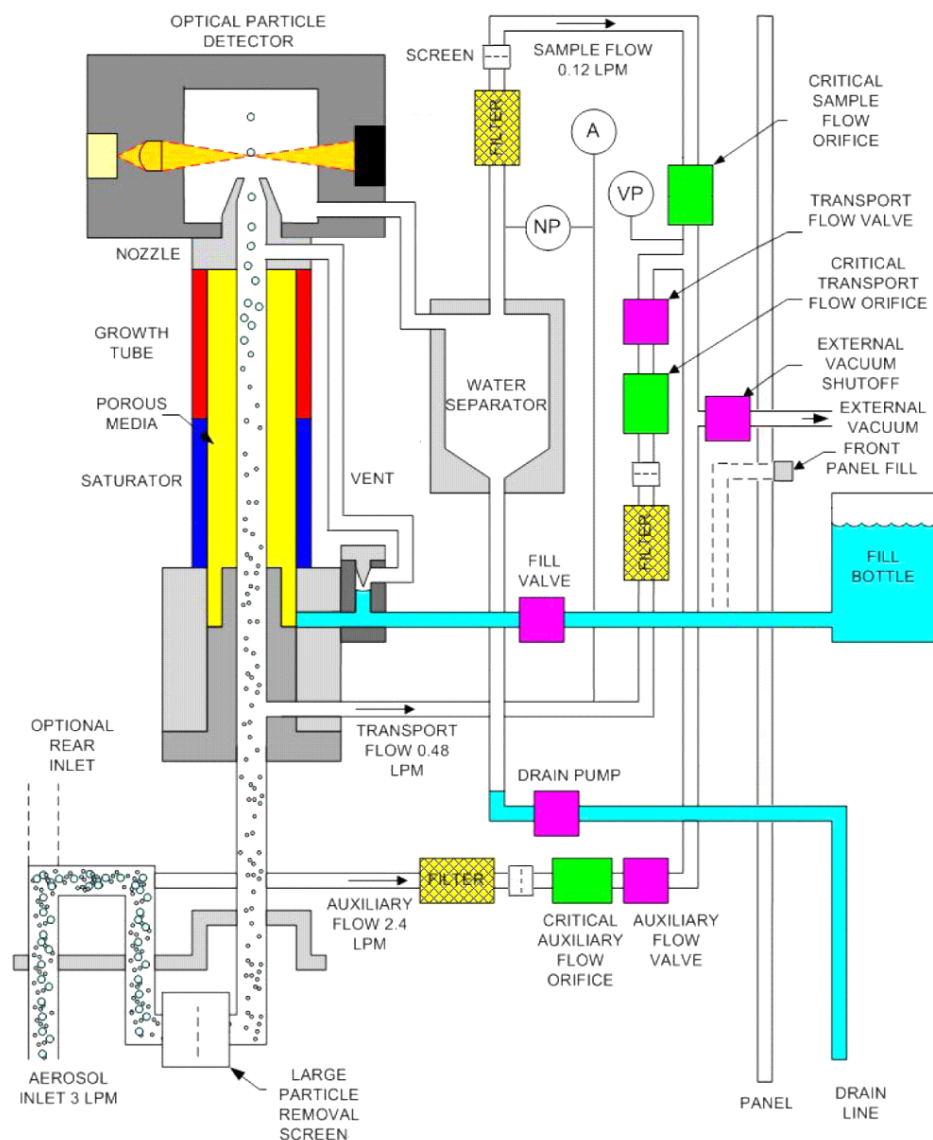 OPTICAL PARTICLE
DETECTOR
SCREEN
SAMPLE FLOW
0.12 LPM
CRITICAL
SAMPLE
FLOW
ORIFICE
FILTER
A
VP
NP
TRANSPORT
FLOW VALVE
NOZZLE
CRITICAL
TRANSPORT
FLOW ORIFICE
GROWTH
TUBE
POROUS
MEDIA
SATURATOR
WATER
SEPARATOR
EXTERNAL
VACUUM
SHUTOFF
EXTERNAL
VACUUM
FRONT
PANEL FILL
VENT
FILTER
FILL
VALVE
FILL
BOTTLE
OPTIONAL
REAR
INLET
TRANSPORT
FLOW 0.48
LPM
DRAIN PUMP
FILTER
AUXILIARY
FLOW 2.4
LPM
CRITICAL
AUXILIARY
FLOW
ORIFICE
AUXILIARY
FLOW
VALVE
AEROSOL
INLET 3 LPM
LARGE
PARTICLE
REMOVAL
SCREEN
PANEL
DRAIN
LINE